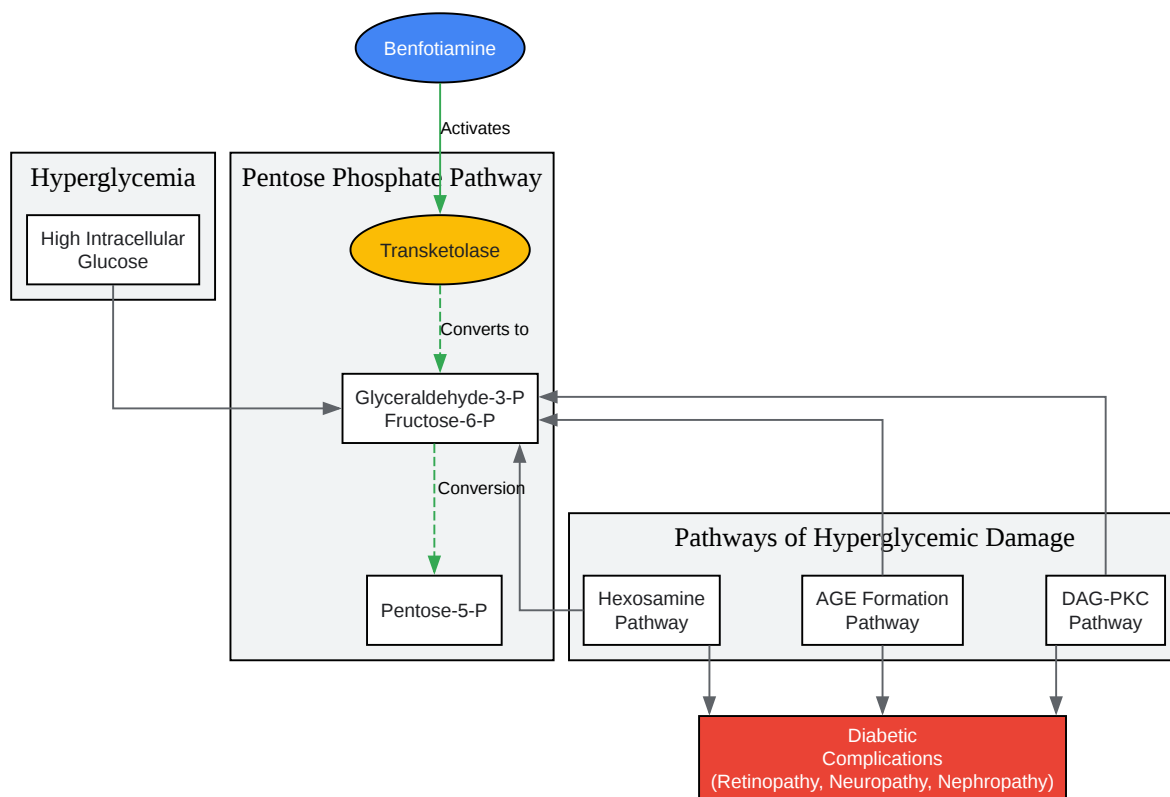 Benfotiamine
Activates
Hyperglycemia
High Intracellular
Glucose
Pentose Phosphate Pathway
Transketolase
Converts to
Glyceraldehyde-3-P
Fructose-6-P
Conversion
Pentose-5-P
Pathways of Hyperglycemic Damage
Hexosamine
Pathway
AGE Formation
Pathway
DAG-PKC
Pathway
Diabetic
Complications
(Retinopathy, Neuropathy, Nephropathy)